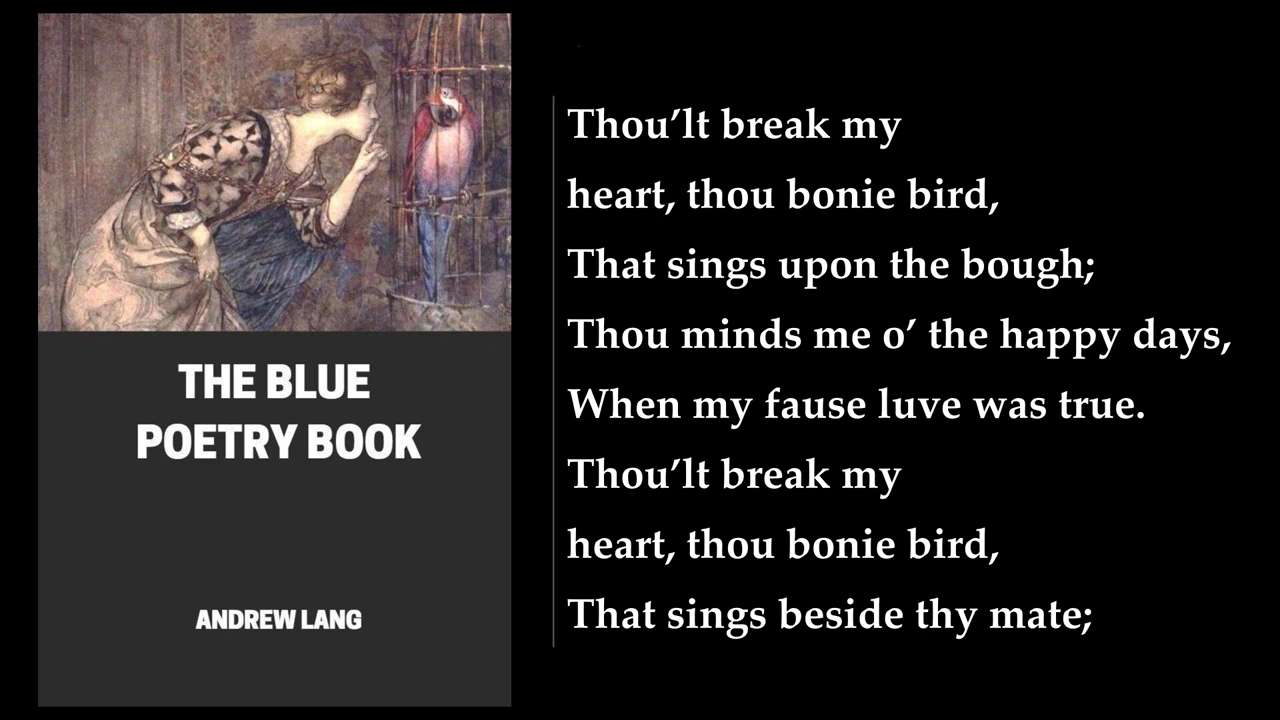 THE BLUE
POETRY BOOK
ANDREW LANG
Thou’lt break my
heart, thou bonie bird,
That sings upon the bough;
Thou minds me o’ the happy days,
When my fause luve was true.
Thou’lt break my
heart, thou bonie bird,
That sings beside thy mate;